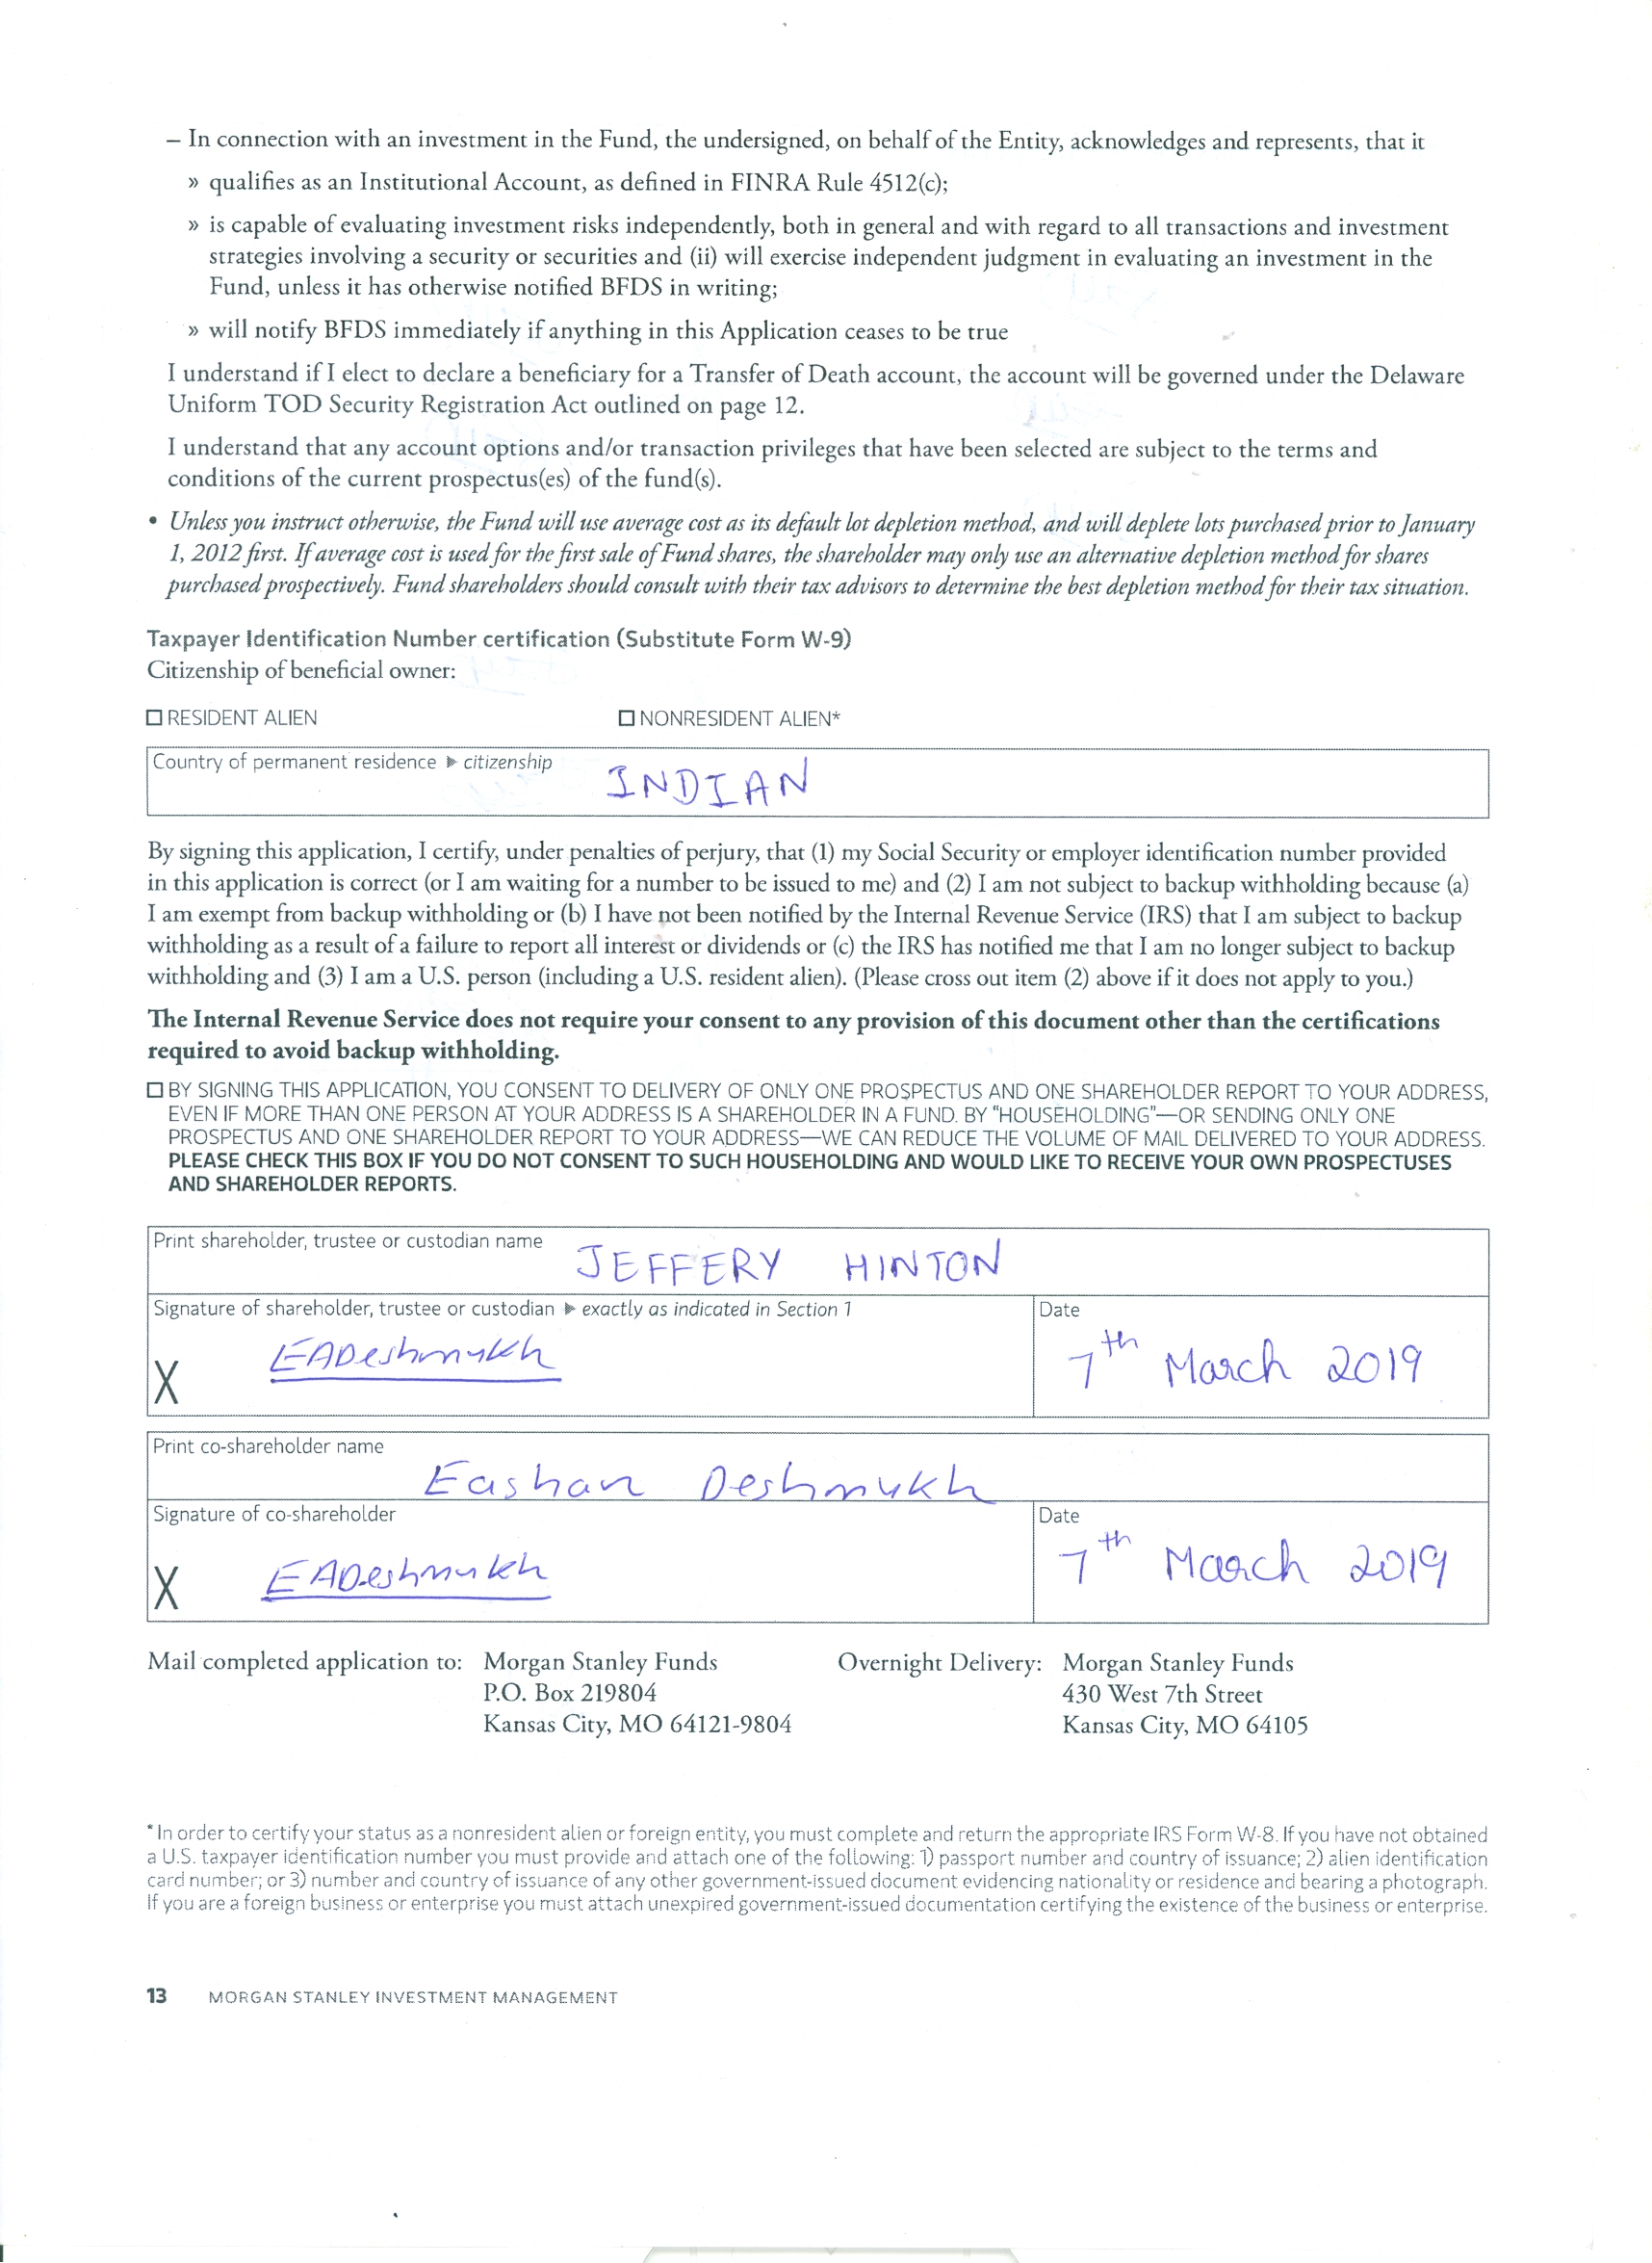 – In connection with an investment in the Fund, the undersigned, on behalf of the Entity, acknowledges and represents, that it
» qualifies as an Institutional Account, as defined in FINRA Rule 4512(c);
» is capable of evaluating investment risks independently, both in general and with regard to all transactions and investment
strategies involving a security or securities and (ii) will exercise independent judgment in evaluating an investment in the
Fund, unless it has otherwise notified BFDS in writing;
» will notify BFDS immediately if anything in this Application ceases to be true
I understand if I elect to declare a beneficiary for a Transfer of Death account, the account will be governed under the Delaware
Uniform TOD Security Registration Act outlined on page 12.
I understand that any account options and/or transaction privileges that have been selected are subject to the terms and
conditions of the current prospectus(es) of the fund(s).
• Unless you instruct otherwise, the Fund will use average cost as its default lot depletion method, and will deplete lots purchased prior to January
1, 2012 first. If average cost is used for the first sale of Fund shares, the shareholder may only use an alternative depletion method for shares
purchased prospectively. Fund shareholders should consult with their tax advisors to determine the best depletion method for their tax situation.
Taxpayer Identification Number certification (Substitute Form W-9)
Citizenship of beneficial owner:
☐ RESIDENT ALIEN ☐ NONRESIDENT ALIEN*
Country of permanent residence ▶ citizenship INDIAN
By signing this application, I certify, under penalties of perjury, that (1) my Social Security or employer identification number provided
in this application is correct (or I am waiting for a number to be issued to me) and (2) I am not subject to backup withholding because (a)
I am exempt from backup withholding or (b) I have not been notified by the Internal Revenue Service (IRS) that I am subject to backup
withholding as a result of a failure to report all interest or dividends or (c) the IRS has notified me that I am no longer subject to backup
withholding and (3) I am a U.S. person (including a U.S. resident alien). (Please cross out item (2) above if it does not apply to you.)
The Internal Revenue Service does not require your consent to any provision of this document other than the certifications
required to avoid backup withholding.
☐ BY SIGNING THIS APPLICATION, YOU CONSENT TO DELIVERY OF ONLY ONE PROSPECTUS AND ONE SHAREHOLDER REPORT TO YOUR ADDRESS,
EVEN IF MORE THAN ONE PERSON AT YOUR ADDRESS IS A SHAREHOLDER IN A FUND. BY "HOUSEHOLDING"—OR SENDING ONLY ONE
PROSPECTUS AND ONE SHAREHOLDER REPORT TO YOUR ADDRESS—WE CAN REDUCE THE VOLUME OF MAIL DELIVERED TO YOUR ADDRESS.
PLEASE CHECK THIS BOX IF YOU DO NOT CONSENT TO SUCH HOUSEHOLDING AND WOULD LIKE TO RECEIVE YOUR OWN PROSPECTUSES
AND SHAREHOLDER REPORTS.
Print shareholder, trustee or custodian name JEFFERY HINTON
Signature of shareholder, trustee or custodian ▶ exactly as indicated in Section 1 Date
X EADeshmukh 7th March 2019
Print co-shareholder name
Eashan Deshmukh
Signature of co-shareholder Date
X EADeshmukh 7th March 2019
Mail completed application to: Morgan Stanley Funds Overnight Delivery: Morgan Stanley Funds
P.O. Box 219804 430 West 7th Street
Kansas City, MO 64121-9804 Kansas City, MO 64105
*In order to certify your status as a nonresident alien or foreign entity, you must complete and return the appropriate IRS Form W-8. If you have not obtained
a U.S. taxpayer identification number you must provide and attach one of the following: 1) passport number and country of issuance; 2) alien identification
card number; or 3) number and country of issuance of any other government-issued document evidencing nationality or residence and bearing a photograph.
If you are a foreign business or enterprise you must attach unexpired government-issued documentation certifying the existence of the business or enterprise.
13 MORGAN STANLEY INVESTMENT MANAGEMENT